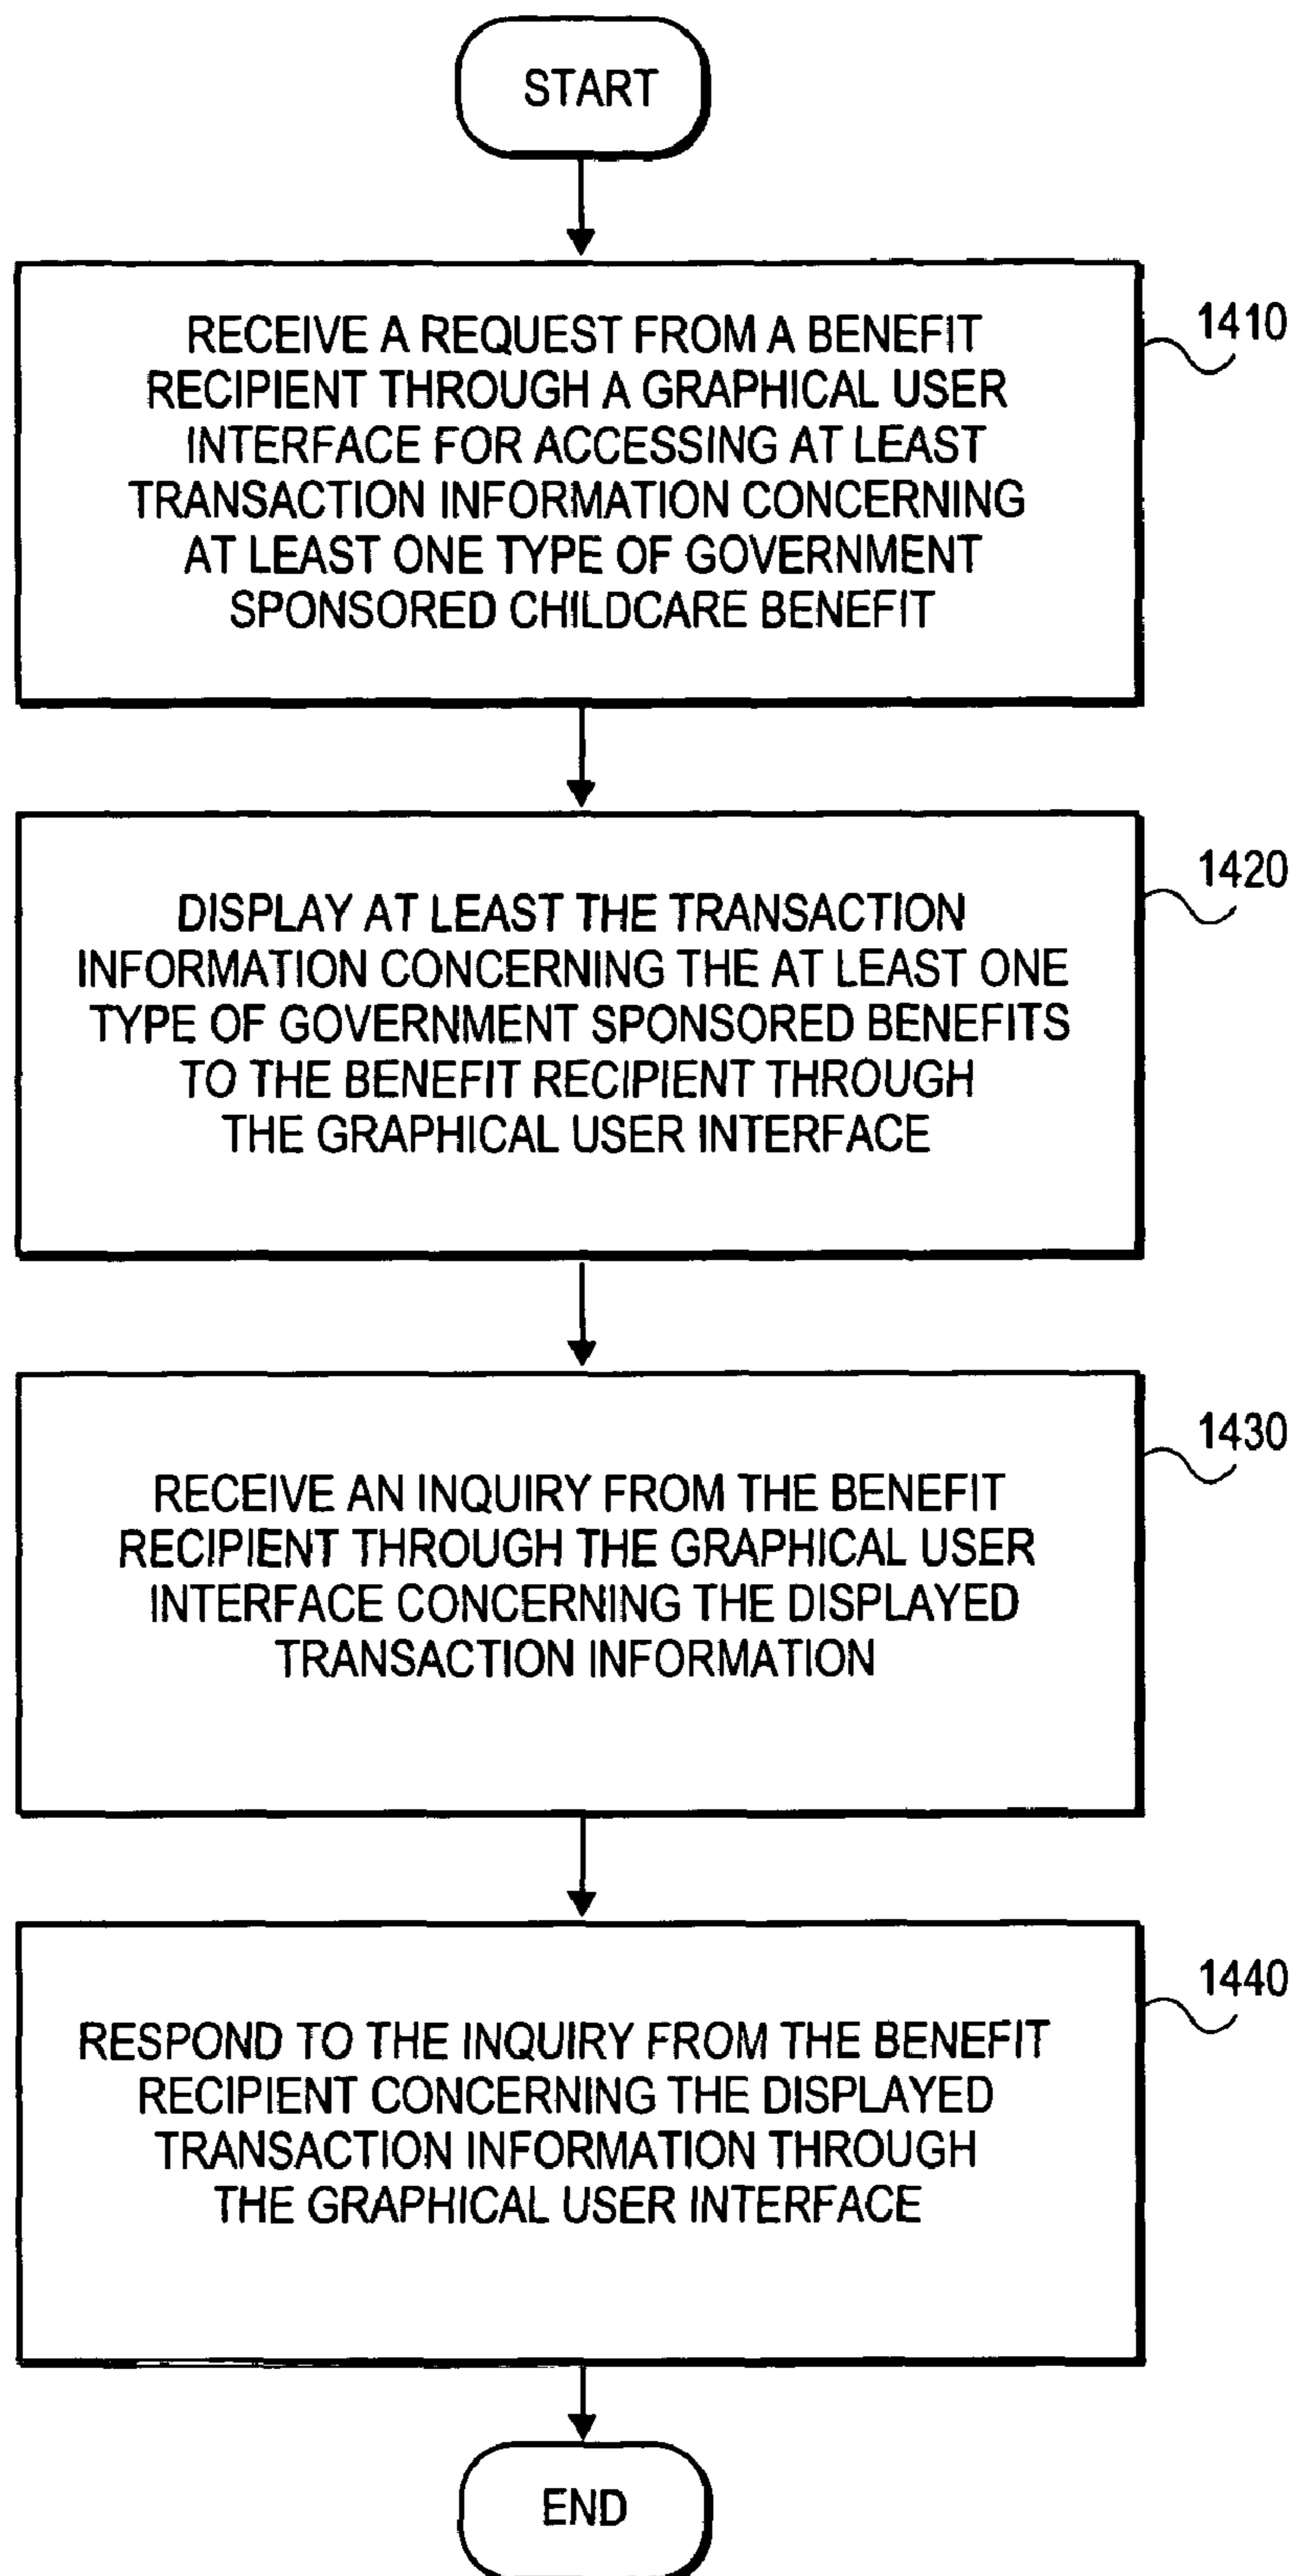 START
RECEIVE A REQUEST FROM A BENEFIT
RECIPIENT THROUGH A GRAPHICAL USER
INTERFACE FOR ACCESSING AT LEAST
TRANSACTION INFORMATION CONCERNING
AT LEAST ONE TYPE OF GOVERNMENT
SPONSORED CHILDCARE BENEFIT
1410
DISPLAY AT LEAST THE TRANSACTION
INFORMATION CONCERNING THE AT LEAST ONE
TYPE OF GOVERNMENT SPONSORED BENEFITS
TO THE BENEFIT RECIPIENT THROUGH
THE GRAPHICAL USER INTERFACE
1420
RECEIVE AN INQUIRY FROM THE BENEFIT
RECIPIENT THROUGH THE GRAPHICAL USER
INTERFACE CONCERNING THE DISPLAYED
TRANSACTION INFORMATION
1430
RESPOND TO THE INQUIRY FROM THE BENEFIT
RECIPIENT CONCERNING THE DISPLAYED
TRANSACTION INFORMATION THROUGH
THE GRAPHICAL USER INTERFACE
1440
END